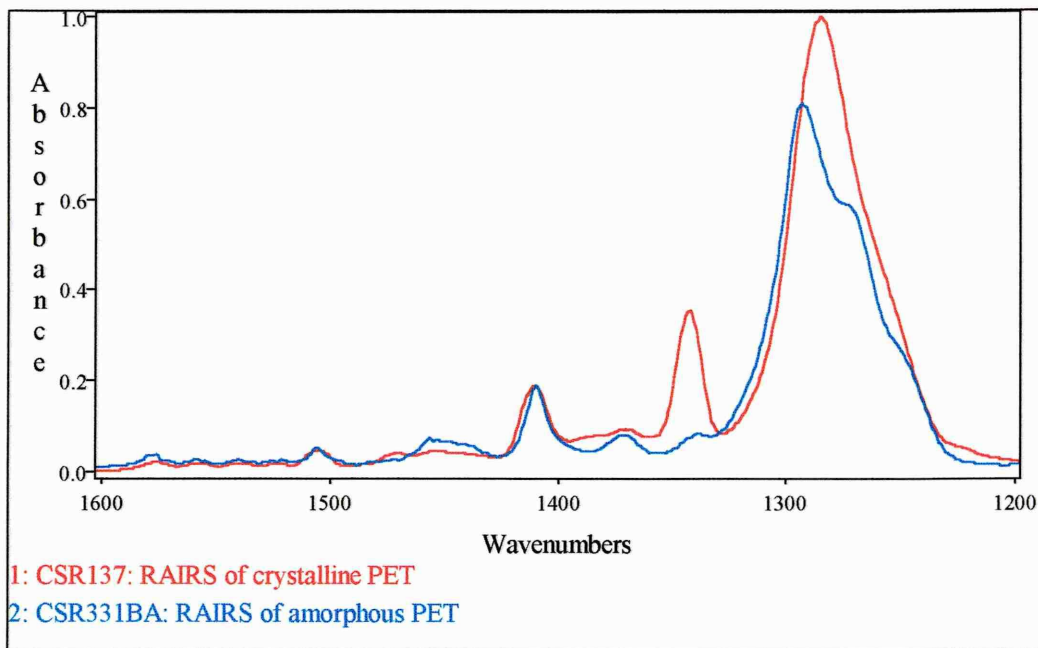 Absorbance
1.0
0.8
0.6
0.4
0.2
0.0
1600 1500 1400 1300 1200
Wavenumbers
1: CSR137: RAIRS of crystalline PET
2: CSR331BA: RAIRS of amorphous PET